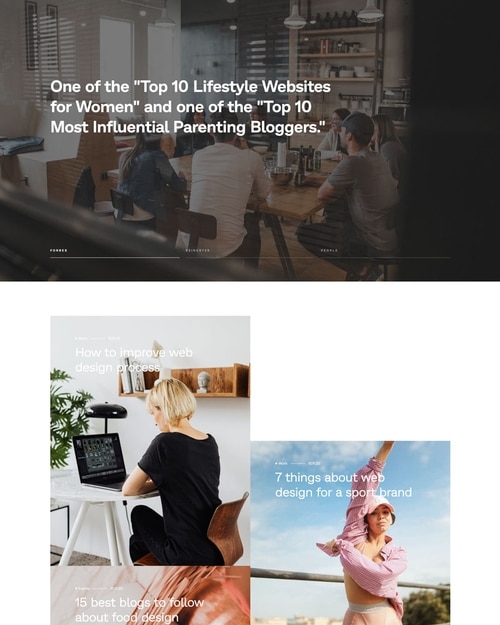 One of the "Top 10 Lifestyle Websites
for Women" and one of the "Top 10
Most Influential Parenting Bloggers."
FORBES
PEOPLE
How to improve web
design process
7 things about web
design for a sport brand
15 best blogs to follow
about food design